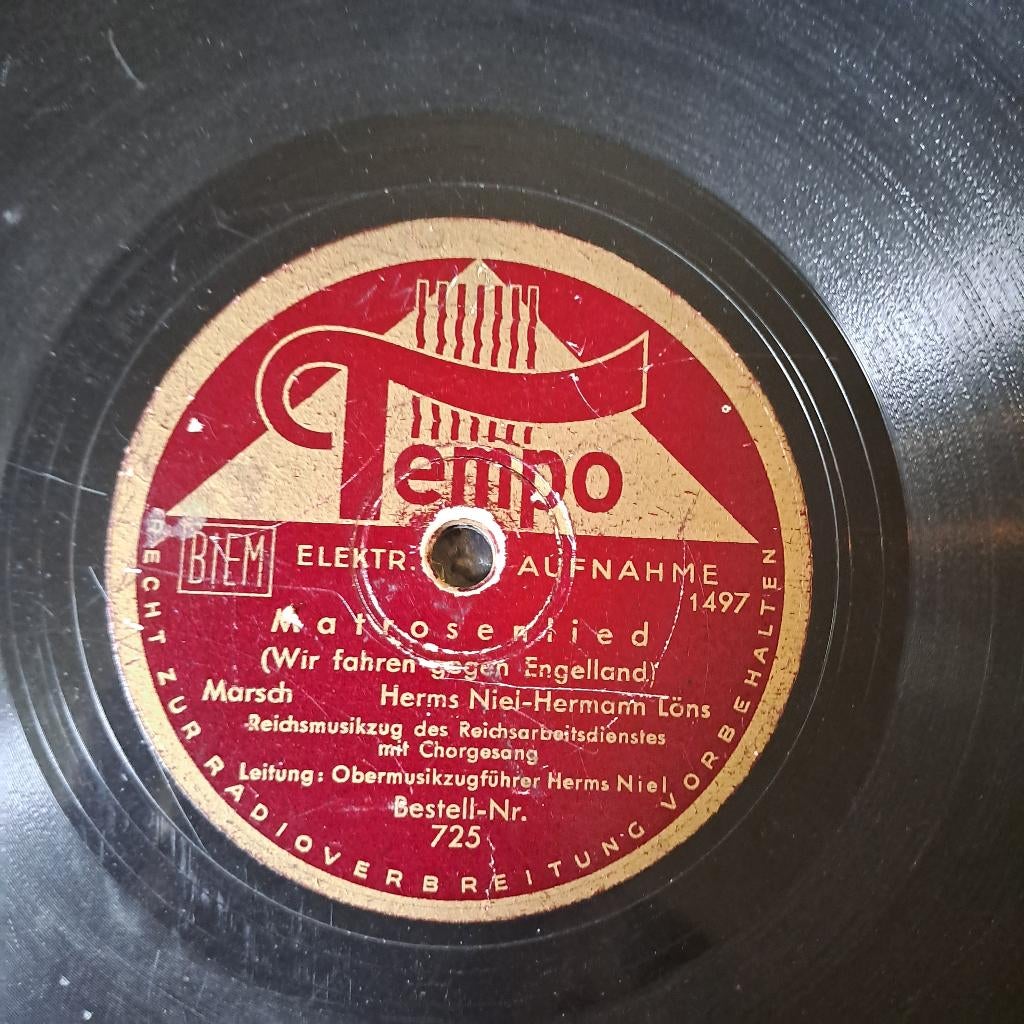 Tempo
BIEM ELEKTR. AUFNAHME
1497
Matrosenlied
(Wir fahren gegen Engelland)
Marsch Herms Niel-Hermann Löns
Reichsmusikzug des Reichsarbeitsdienstes
mit Chorgesang
Leitung: Obermusikzugführer Herms Niel
Bestell-Nr.
725
RECHT ZUR RADIOVERBREITUNG VORBEHALTEN